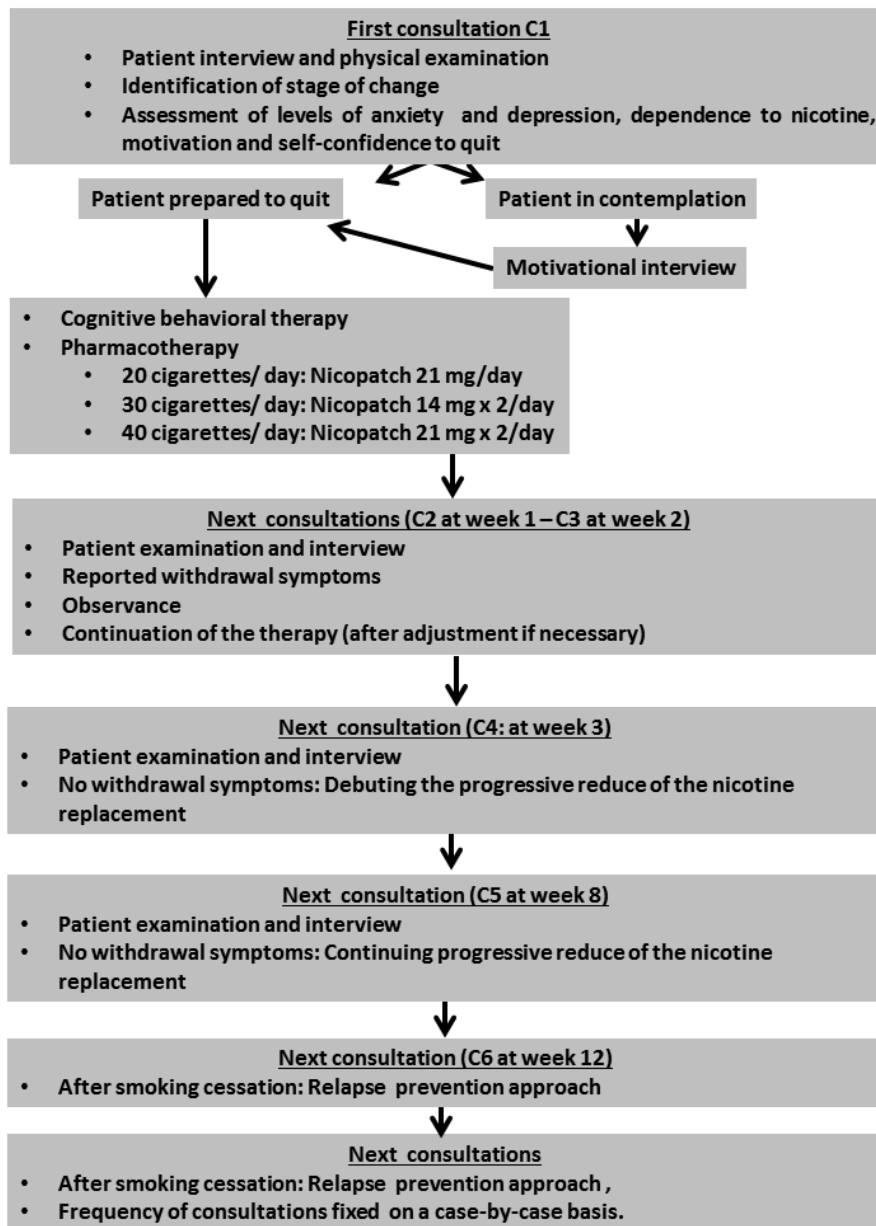 First consultation C1
• Patient interview and physical examination
• Identification of stage of change
• Assessment of levels of anxiety and depression, dependence to nicotine,
motivation and self-confidence to quit
Patient prepared to quit
Patient in contemplation
Motivational interview
• Cognitive behavioral therapy
• Pharmacotherapy
• 20 cigarettes/ day: Nicopatch 21 mg/day
• 30 cigarettes/ day: Nicopatch 14 mg x 2/day
• 40 cigarettes/ day: Nicopatch 21 mg x 2/day
Next consultations (C2 at week 1 – C3 at week 2)
• Patient examination and interview
• Reported withdrawal symptoms
• Observance
• Continuation of the therapy (after adjustment if necessary)
Next consultation (C4: at week 3)
• Patient examination and interview
• No withdrawal symptoms: Debuting the progressive reduce of the nicotine
replacement
Next consultation (C5 at week 8)
• Patient examination and interview
• No withdrawal symptoms: Continuing progressive reduce of the nicotine
replacement
Next consultation (C6 at week 12)
• After smoking cessation: Relapse prevention approach
Next consultations
• After smoking cessation: Relapse prevention approach ,
• Frequency of consultations fixed on a case-by-case basis.